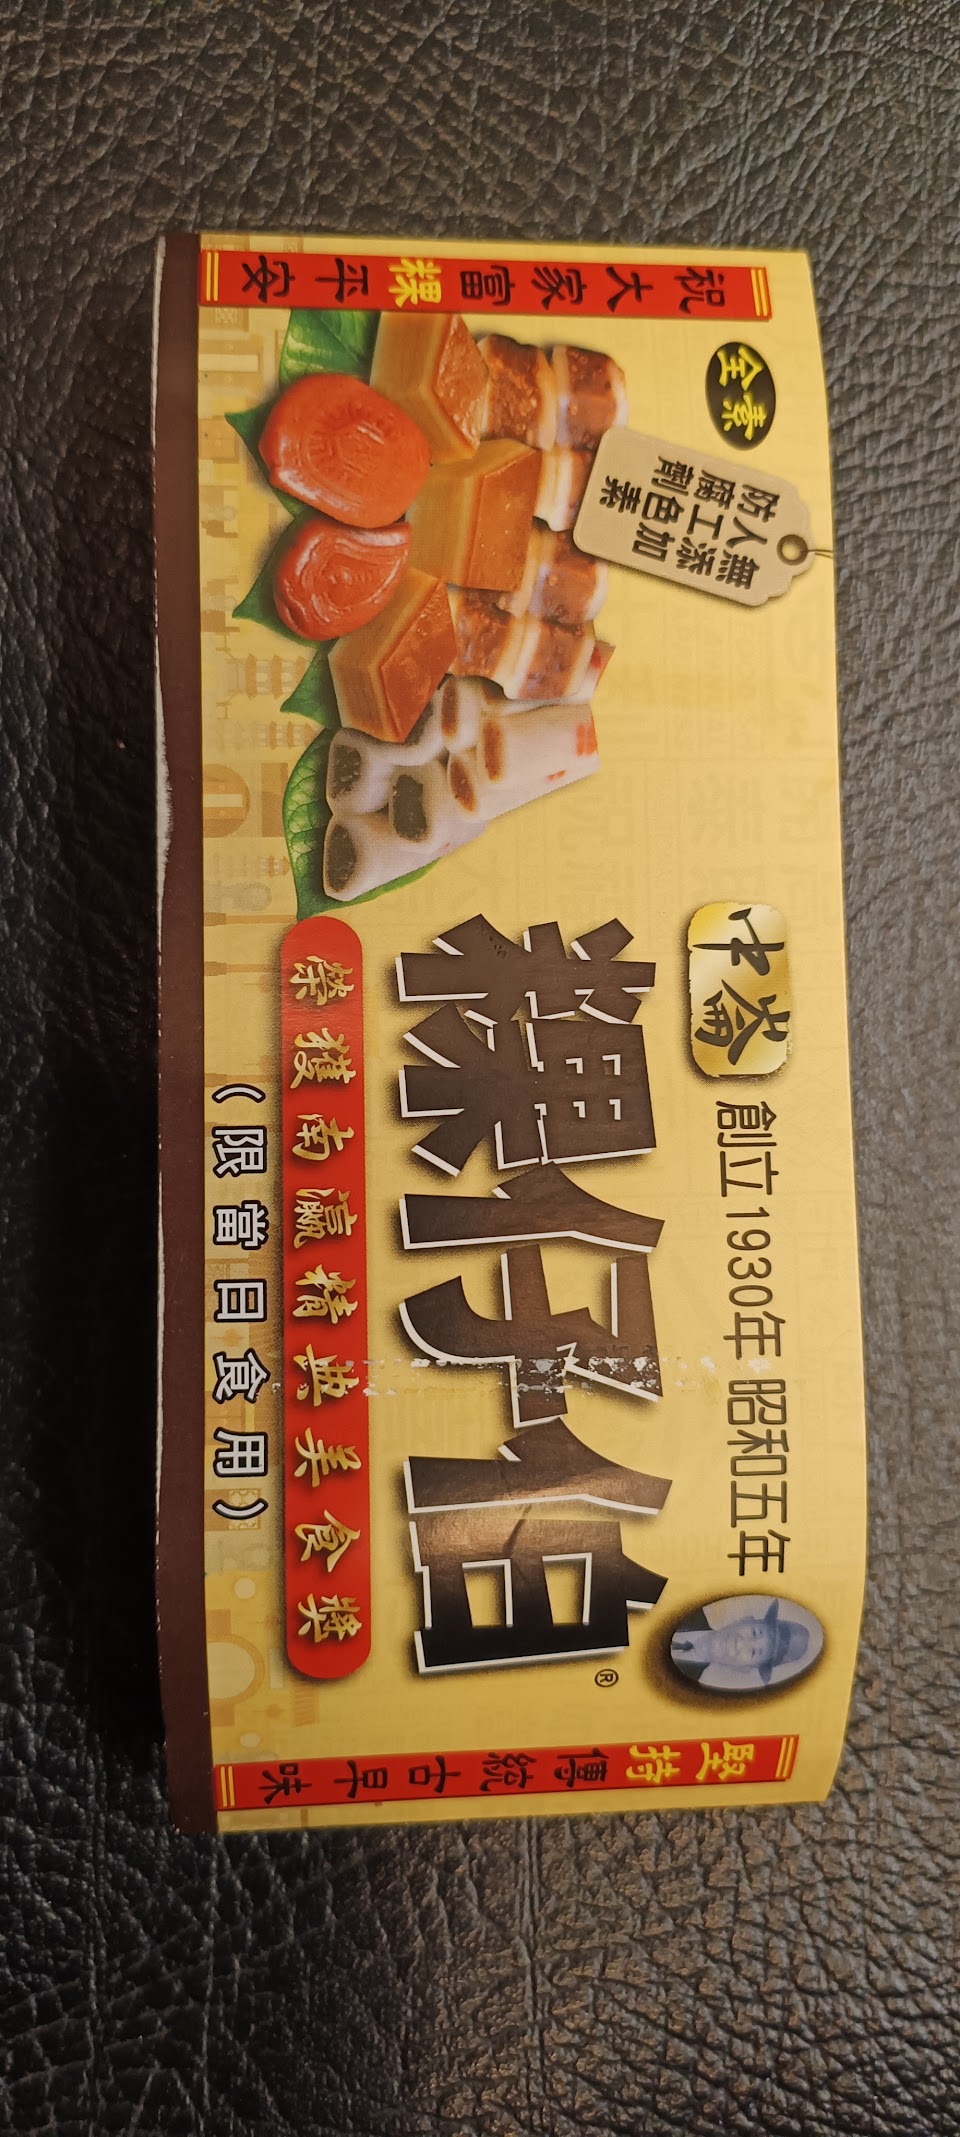 祝大家富粿平安
全素
無添加
人工色素
防腐劑
中崙
創立1930年 昭和五年
粿仔伯®
榮獲南瀛精典美食獎
（限當日食用）
堅持傳統古早味